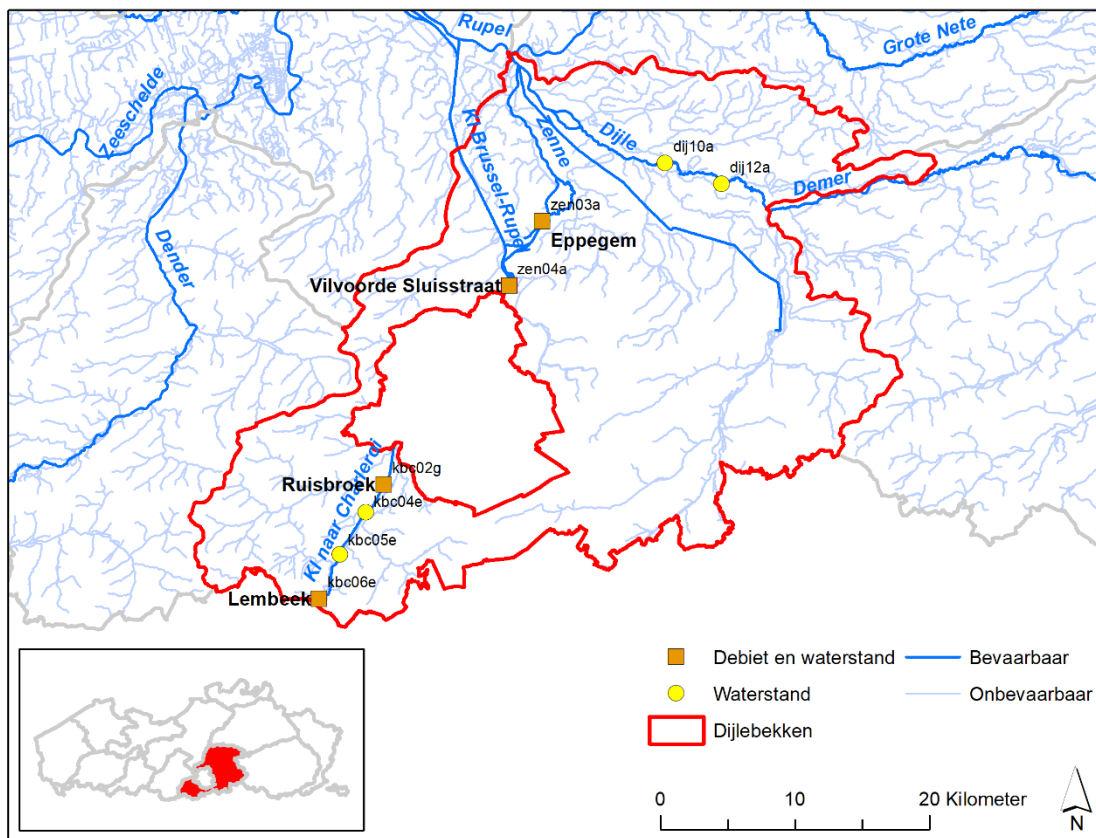 Rupel
Grote Nete
Zeeschelde
Kl Brussel-Rupel
Zenne
Dijle
dij10a
dij12a
Demer
Dender
zen03a
Eppegem
zen04a
Vilvoorde Sluisstraat
Kl naar Chaleroi
kbc02g
Ruisbroek
kbc04e
kbc05e
kbc06e
Lembeek
Debiet en waterstand
Bevaarbaar
Waterstand
Onbevaarbaar
Dijlebekken
0 10 20 Kilometer
N